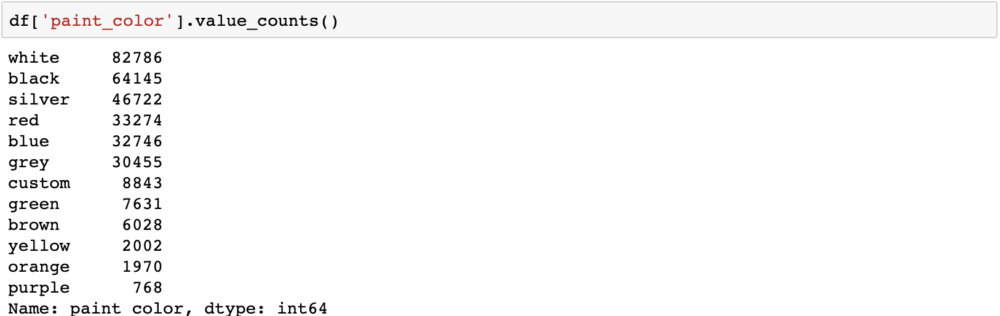 df['paint_color'].value_counts()
white     82786
black     64145
silver    46722
red       33274
blue      32746
grey      30455
custom     8843
green      7631
brown      6028
yellow     2002
orange     1970
purple      768
Name: paint color, dtype: int64